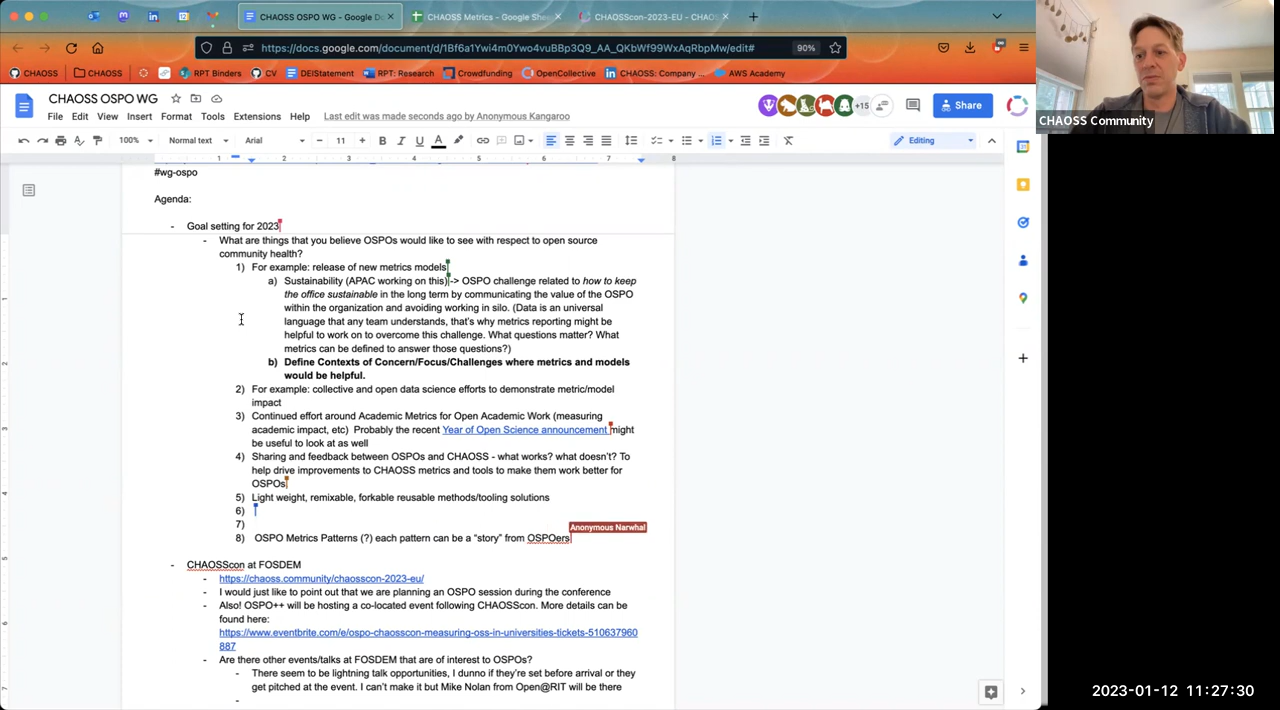 CHAOSS OSPO WG - Google Do
CHAOSS Metrics - Google Shee
CHAOSScon-2023-EU - CHAOS
https://docs.google.com/document/d/1Bf6a1Ywi4m0Ywo4vuBBp3Q9_AA_QKbWf99WxAqRbpMw/edit#
90%
CHAOSS
CHAOSS
RPT Binders
CV
DEIStatement
RPT: Research
Crowdfunding
OpenCollective
CHAOSS: Company ...
AWS Academy
CHAOSS OSPO WG
File Edit View Insert Format Tools Extensions Help
Last edit was made seconds ago by Anonymous Kangaroo
+15
Share
100%
Normal text
Arial
11
Editing
1 2 3 4 5 6 7 8
#wg-ospo
Agenda:
- Goal setting for 2023
- What are things that you believe OSPOs would like to see with respect to open source
community health?
1) For example: release of new metrics models
a) Sustainability (APAC working on this) -> OSPO challenge related to how to keep
the office sustainable in the long term by communicating the value of the OSPO
within the organization and avoiding working in silo. (Data is an universal
language that any team understands, that's why metrics reporting might be
helpful to work on to overcome this challenge. What questions matter? What
metrics can be defined to answer those questions?)
b) Define Contexts of Concern/Focus/Challenges where metrics and models
would be helpful.
2) For example: collective and open data science efforts to demonstrate metric/model
impact
3) Continued effort around Academic Metrics for Open Academic Work (measuring
academic impact, etc) Probably the recent Year of Open Science announcement might
be useful to look at as well
4) Sharing and feedback between OSPOs and CHAOSS - what works? what doesn't? To
help drive improvements to CHAOSS metrics and tools to make them work better for
OSPOs
5) Light weight, remixable, forkable reusable methods/tooling solutions
6)
7)
Anonymous Narwhal
8) OSPO Metrics Patterns (?) each pattern can be a “story” from OSPOers
- CHAOSScon at FOSDEM
- https://chaoss.community/chaosscon-2023-eu/
- I would just like to point out that we are planning an OSPO session during the conference
- Also! OSPO++ will be hosting a co-located event following CHAOSScon. More details can be
found here:
https://www.eventbrite.com/e/ospo-chaosscon-measuring-oss-in-universities-tickets-510637960
887
- Are there other events/talks at FOSDEM that are of interest to OSPOs?
- There seem to be lightning talk opportunities, I dunno if they're set before arrival or they
get pitched at the event. I can't make it but Mike Nolan from Open@RIT will be there
-
CHAOSS Community
2023-01-12 11:27:30